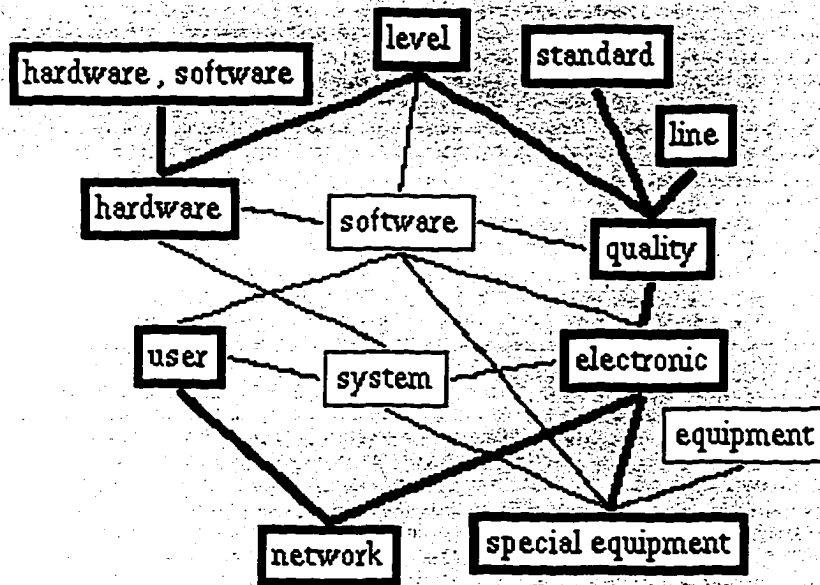 level
standard
hardware , software
line
hardware
software
quality
user
system
electronic
equipment
network
special equipment